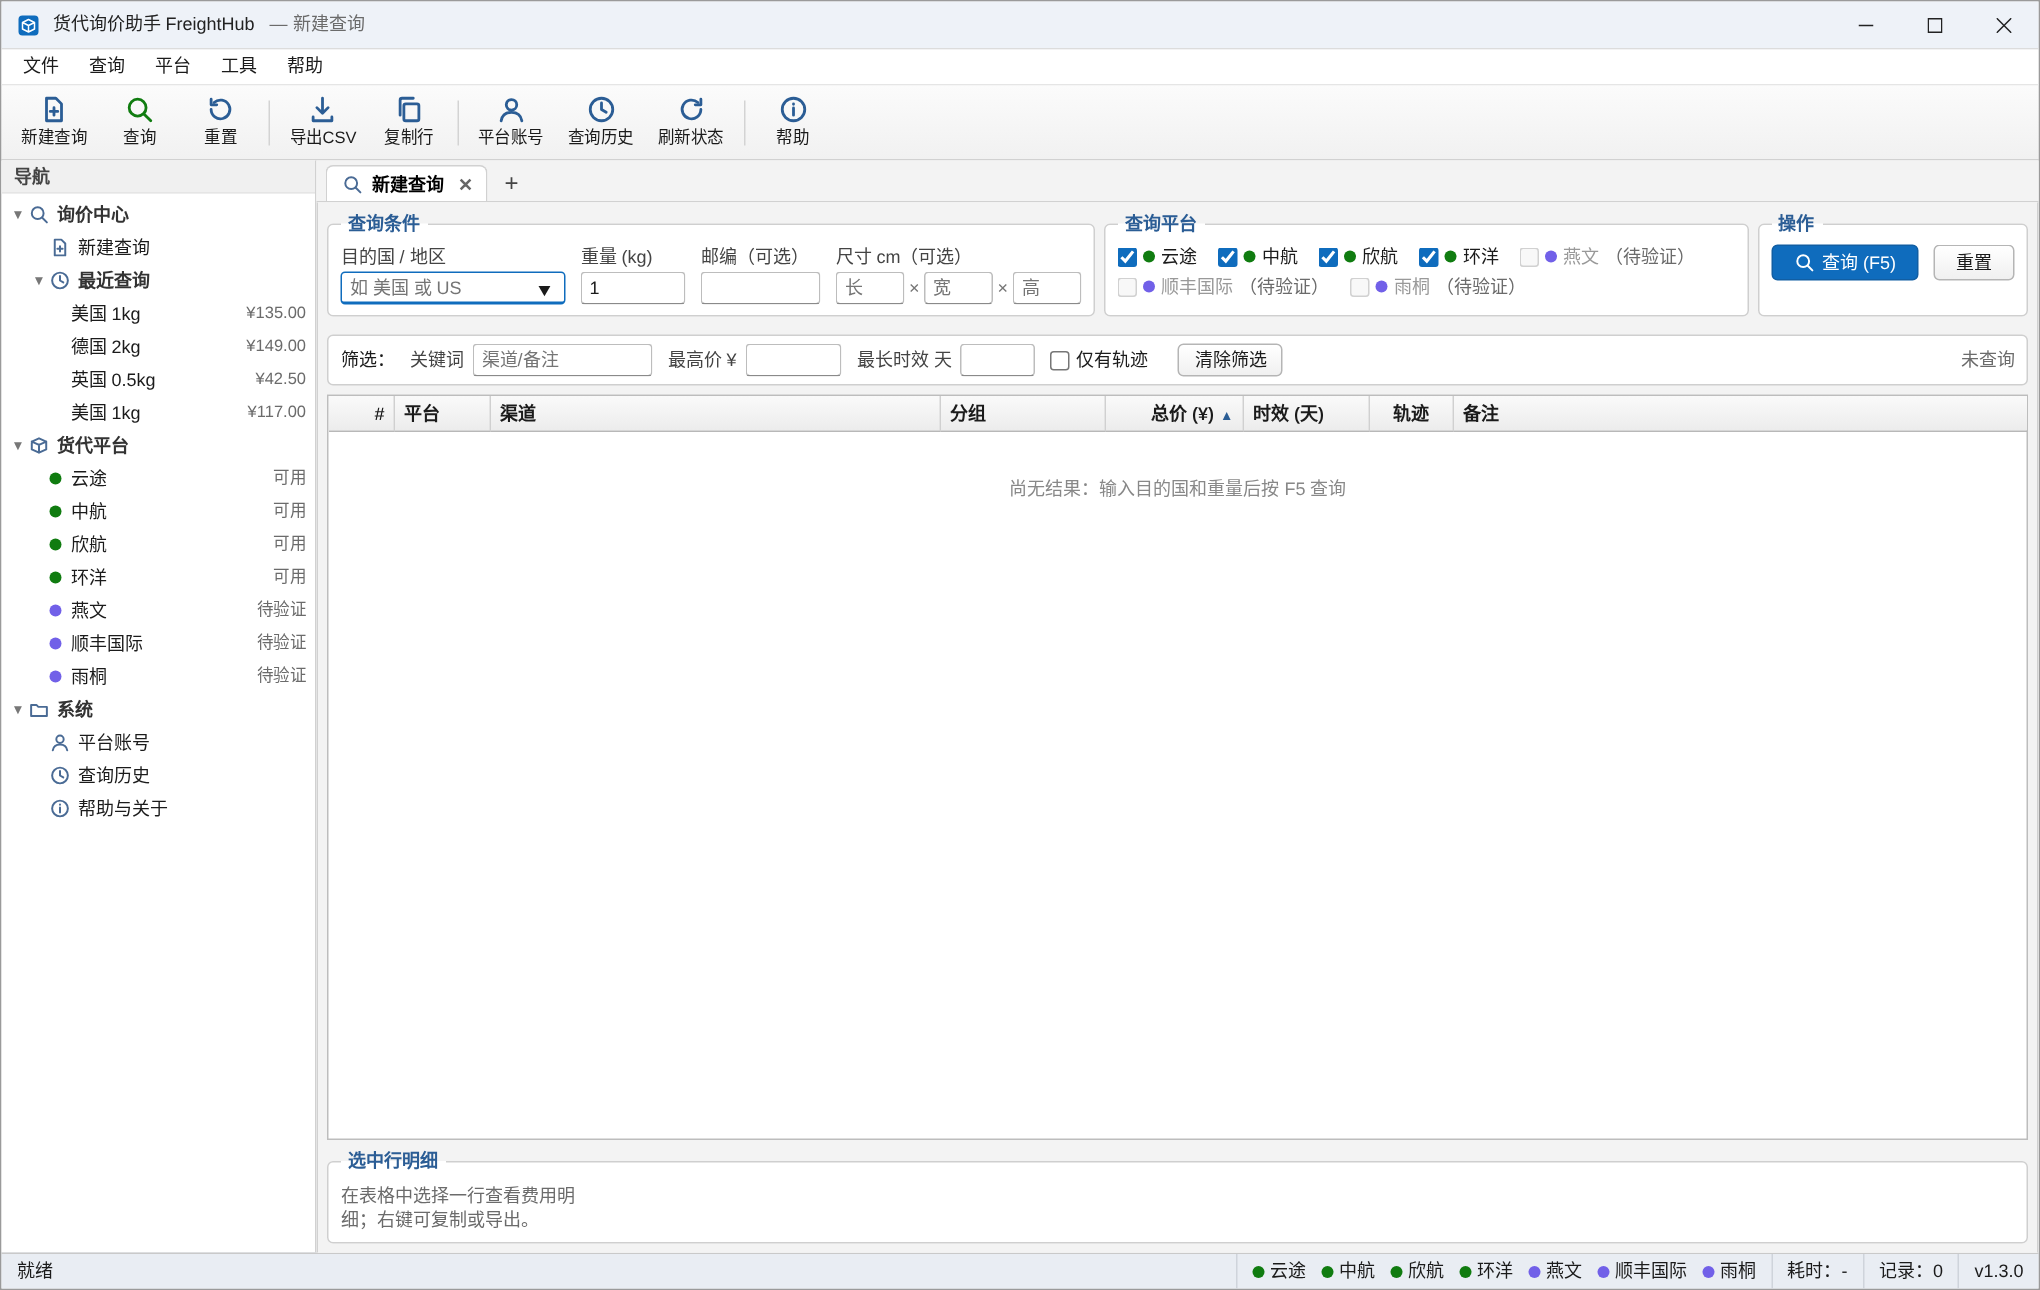 货代询价助手 FreightHub — 新建查询
文件 查询 平台 工具 帮助
新建查询 查询 重置 导出CSV 复制行 平台账号 查询历史 刷新状态 帮助
导航
询价中心
新建查询
最近查询
美国 1kg ¥135.00
德国 2kg ¥149.00
英国 0.5kg ¥42.50
美国 1kg ¥117.00
货代平台
云途 可用
中航 可用
欣航 可用
环洋 可用
燕文 待验证
顺丰国际 待验证
雨桐 待验证
系统
平台账号
查询历史
帮助与关于
新建查询 ✕ +
查询条件
目的国 / 地区 重量 (kg) 邮编（可选） 尺寸 cm（可选）
如 美国 或 US 1 长 × 宽 × 高
查询平台
云途 中航 欣航 环洋 燕文 （待验证）
顺丰国际 （待验证） 雨桐 （待验证）
操作
查询 (F5) 重置
筛选： 关键词 渠道/备注 最高价 ¥ 最长时效 天 仅有轨迹 清除筛选 未查询
# 平台 渠道 分组 总价 (¥) ▲ 时效 (天) 轨迹 备注
尚无结果：输入目的国和重量后按 F5 查询
选中行明细
在表格中选择一行查看费用明
细；右键可复制或导出。
就绪 云途 中航 欣航 环洋 燕文 顺丰国际 雨桐 耗时：- 记录：0 v1.3.0